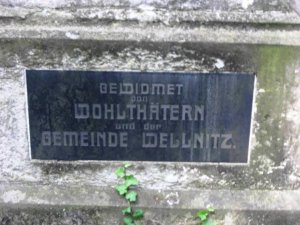 GEWIDMET
von
WOHLTHÄTERN
und der
GEMEINDE WELLNITZ.